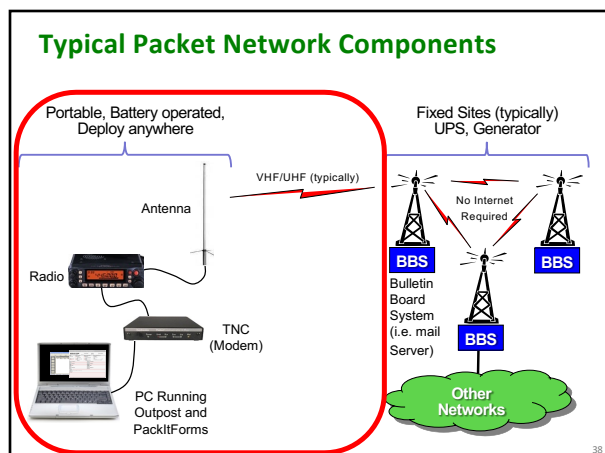 Typical Packet Network Components
Portable, Battery operated,
Deploy anywhere
Fixed Sites (typically)
UPS, Generator
VHF/UHF (typically)
Antenna
No Internet
Required
Radio
BBS
BBS
Bulletin
Board
System
(i.e. mail
Server)
TNC
(Modem)
BBS
PC Running
Outpost and
PackItForms
Other
Networks
38